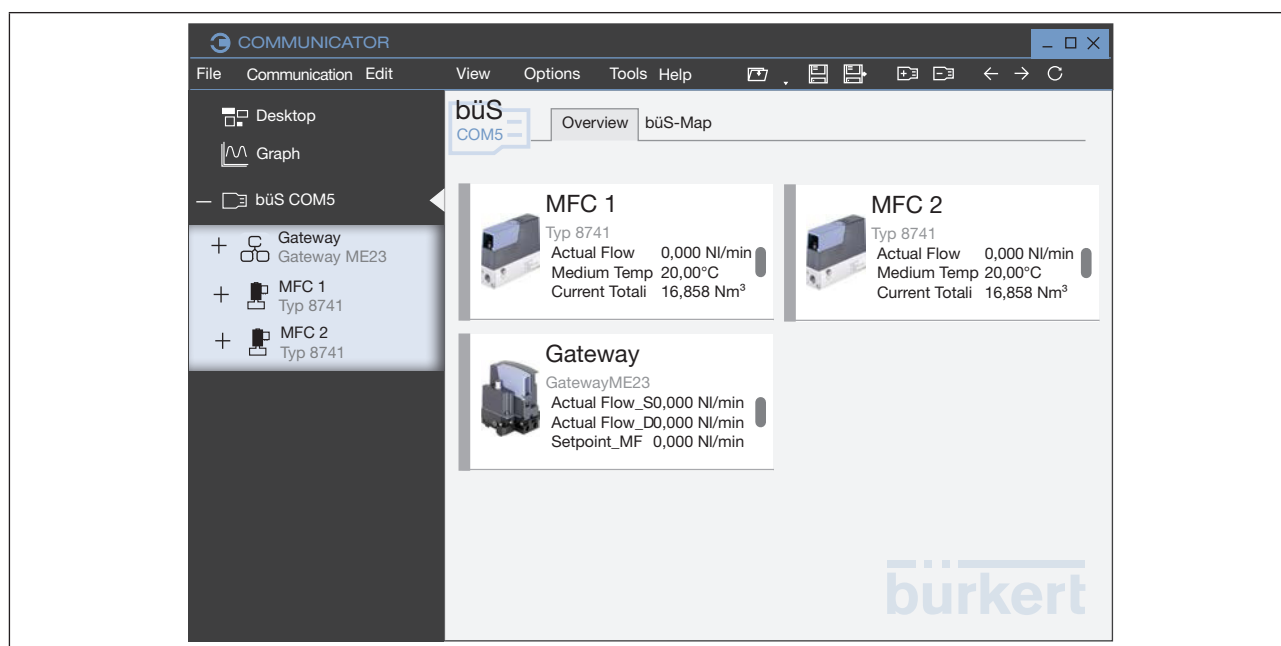 COMMUNICATOR
File Communication Edit View Options Tools Help
Desktop
Graph
büS COM5
Gateway
Gateway ME23
MFC 1
Typ 8741
MFC 2
Typ 8741
büS
COM5
Overview büS-Map
MFC 1
Typ 8741
Actual Flow 0,000 Nl/min
Medium Temp 20,00°C
Current Totali 16,858 Nm³
MFC 2
Typ 8741
Actual Flow 0,000 Nl/min
Medium Temp 20,00°C
Current Totali 16,858 Nm³
Gateway
GatewayME23
Actual Flow_S0,000 Nl/min
Actual Flow_D0,000 Nl/min
Setpoint_MF 0,000 Nl/min
bürkert